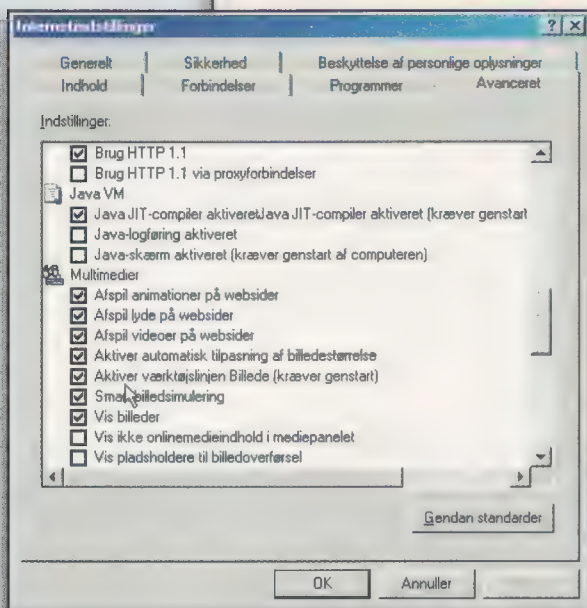 Internetindstillinger
Generelt Sikkerhed Beskyttelse af personlige oplysninger
Indhold Forbindelser Programmer Avanceret
Indstillinger:
Brug HTTP 1.1
Brug HTTP 1.1 via proxyforbindelser
Java VM
Java JIT-compiler aktiveretJava JIT-compiler aktiveret (kræver genstart
Java-logføring aktiveret
Java-skærm aktiveret (kræver genstart af computeren)
Multimedier
Afspil animationer på websider
Afspil lyde på websider
Afspil videoer på websider
Aktiver automatisk tilpasning af billedestørrelse
Aktiver værktøjslinjen Billede (kræver genstart)
Smart billedsimulering
Vis billeder
Vis ikke onlinemedieindhold i mediepanelet
Vis pladsholdere til billedoverførsel
Gendan standarder
OK Annuller